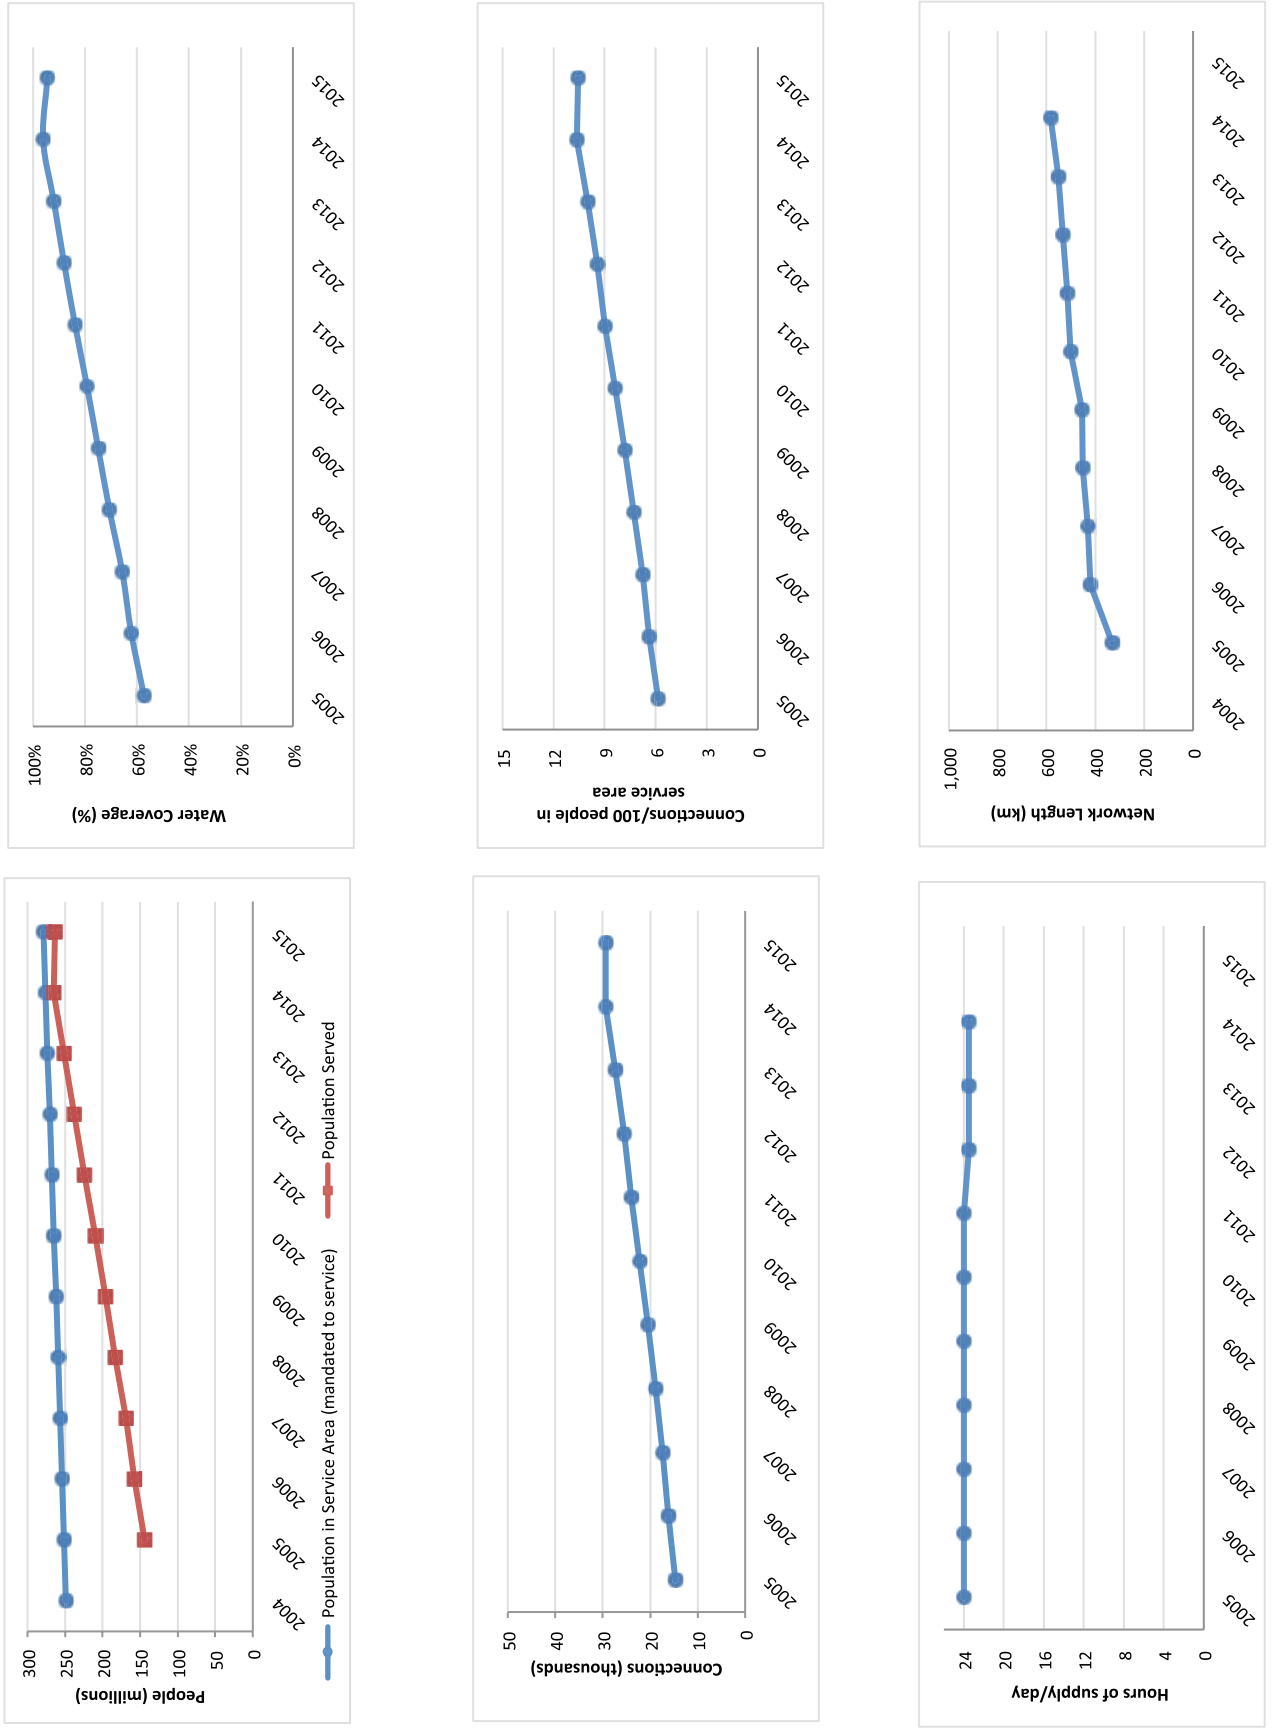 People (millions)
300
250
200
150
100
50
0
2004 2005 2006 2007 2008 2009 2010 2011 2012 2013 2014 2015
Population in Service Area (mandated to service) Population Served
Water Coverage (%)
100%
80%
60%
40%
20%
0%
2005 2006 2007 2008 2009 2010 2011 2012 2013 2014 2015
Connections (thousands)
50
40
30
20
10
0
2005 2006 2007 2008 2009 2010 2011 2012 2013 2014 2015
Connections/100 people in
service area
15
12
9
6
3
0
2005 2006 2007 2008 2009 2010 2011 2012 2013 2014 2015
Hours of supply/day
24
20
16
12
8
4
0
2005 2006 2007 2008 2009 2010 2011 2012 2013 2014 2015
Network Length (km)
1,000
800
600
400
200
0
2004 2005 2006 2007 2008 2009 2010 2011 2012 2013 2014 2015